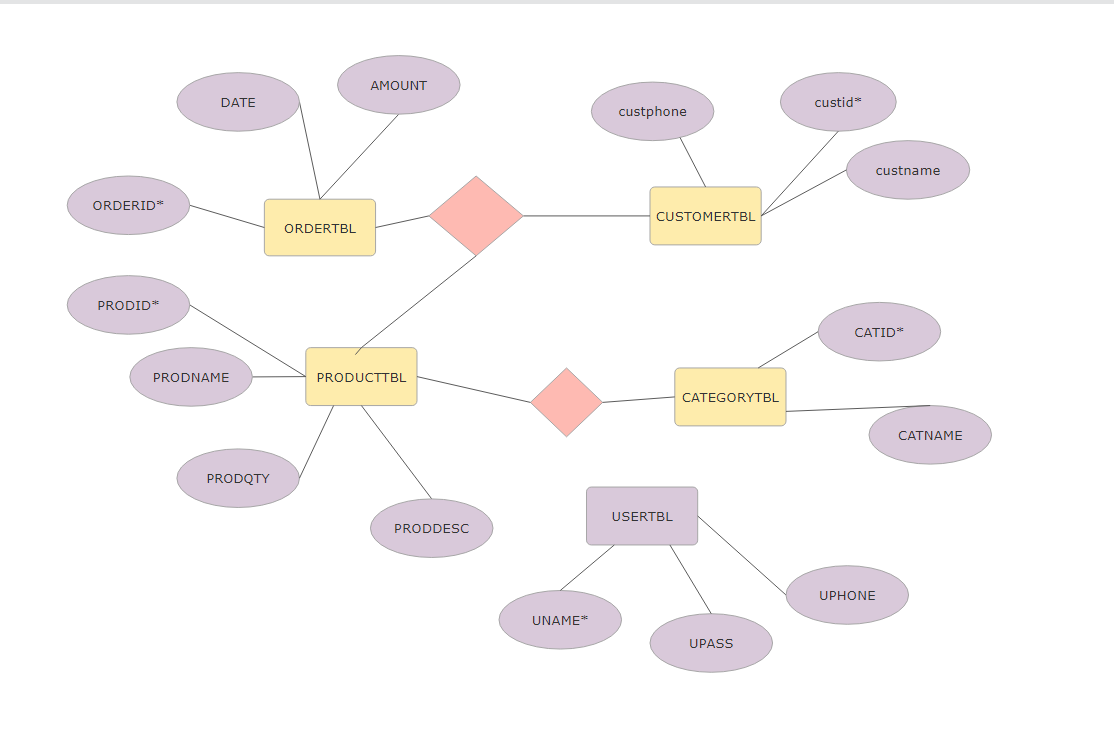 AMOUNT
DATE
custid*
custphone
custname
ORDERID*
CUSTOMERTBL
ORDERTBL
PRODID*
CATID*
PRODNAME
PRODUCTTBL
CATEGORYTBL
CATNAME
PRODQTY
USERTBL
PRODDESC
UPHONE
UNAME*
UPASS